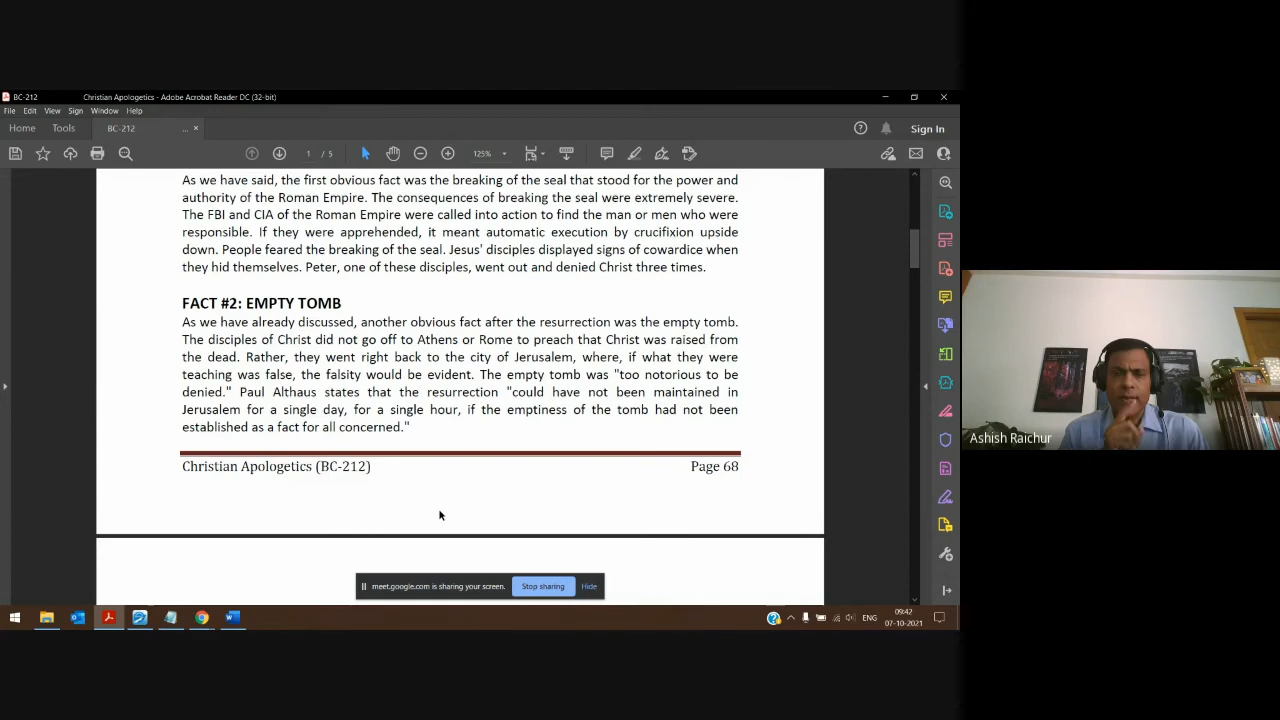 BC-212 Christian Apologetics - Adobe Acrobat Reader DC (32-bit)
File Edit View Sign Window Help
Home Tools BC-212 ... × Sign In
1 / 5 125%
As we have said, the first obvious fact was the breaking of the seal that stood for the power and
authority of the Roman Empire. The consequences of breaking the seal were extremely severe.
The FBI and CIA of the Roman Empire were called into action to find the man or men who were
responsible. If they were apprehended, it meant automatic execution by crucifixion upside
down. People feared the breaking of the seal. Jesus' disciples displayed signs of cowardice when
they hid themselves. Peter, one of these disciples, went out and denied Christ three times.
FACT #2: EMPTY TOMB
As we have already discussed, another obvious fact after the resurrection was the empty tomb.
The disciples of Christ did not go off to Athens or Rome to preach that Christ was raised from
the dead. Rather, they went right back to the city of Jerusalem, where, if what they were
teaching was false, the falsity would be evident. The empty tomb was "too notorious to be
denied." Paul Althaus states that the resurrection "could have not been maintained in
Jerusalem for a single day, for a single hour, if the emptiness of the tomb had not been
established as a fact for all concerned."
Christian Apologetics (BC-212) Page 68
Ashish Raichur
meet.google.com is sharing your screen. Stop sharing Hide
ENG 09:42
07-10-2021